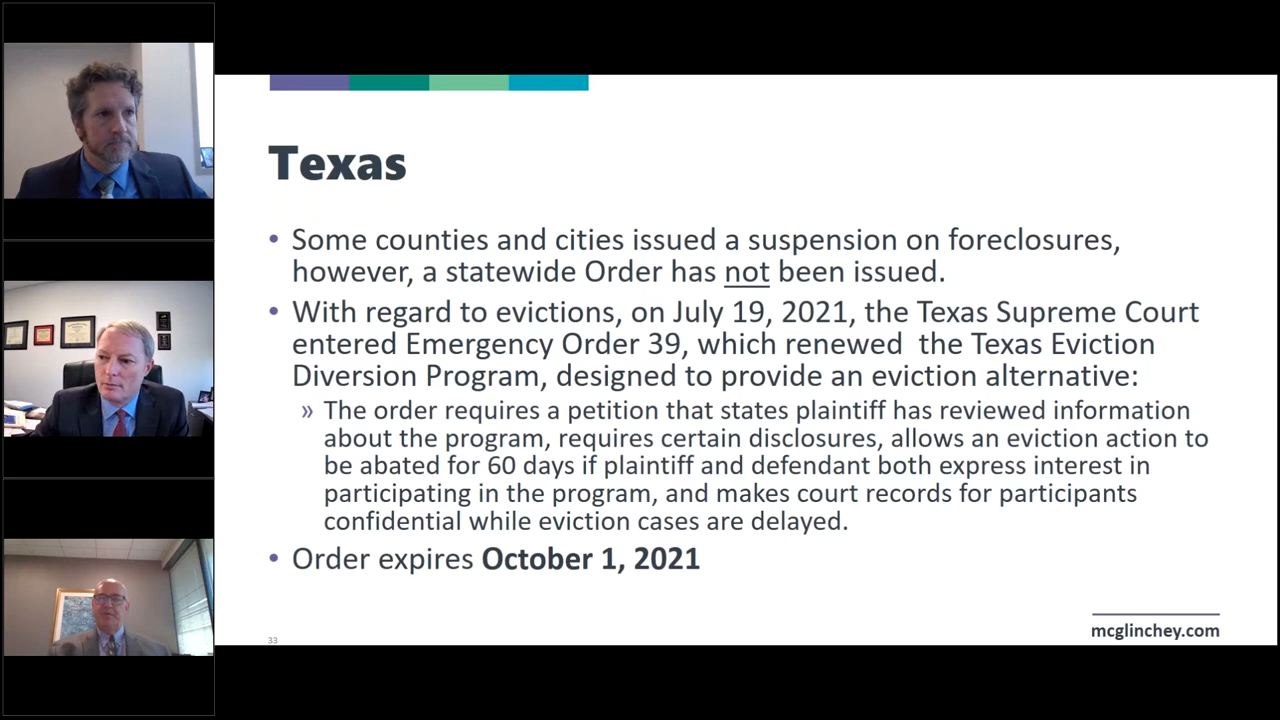 Texas
• Some counties and cities issued a suspension on foreclosures,
however, a statewide Order has not been issued.
• With regard to evictions, on July 19, 2021, the Texas Supreme Court
entered Emergency Order 39, which renewed  the Texas Eviction
Diversion Program, designed to provide an eviction alternative:
» The order requires a petition that states plaintiff has reviewed information
about the program, requires certain disclosures, allows an eviction action to
be abated for 60 days if plaintiff and defendant both express interest in
participating in the program, and makes court records for participants
confidential while eviction cases are delayed.
• Order expires October 1, 2021
33
mcglinchey.com